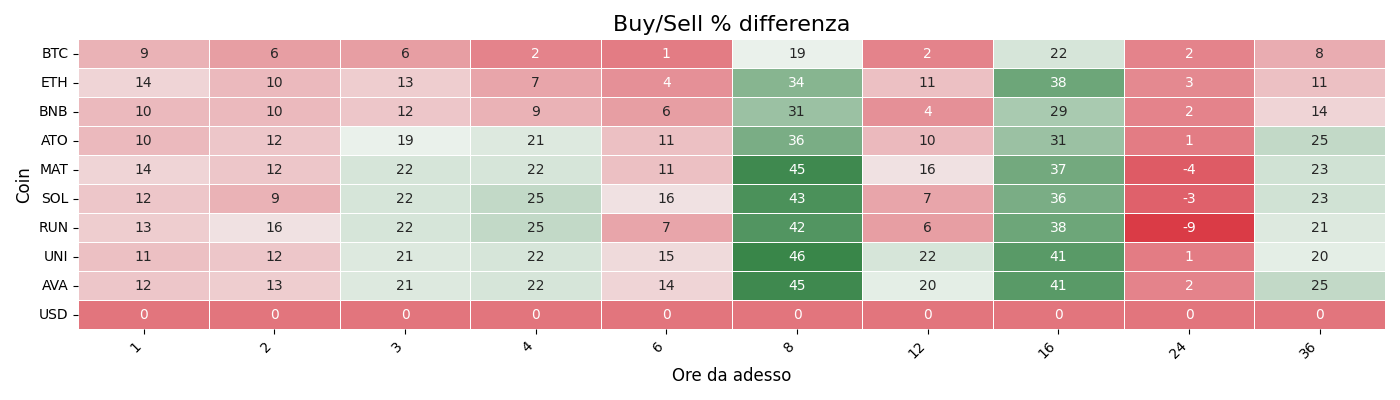 Buy/Sell % differenza
Coin
BTC 9 6 6 2 1 19 2 22 2 8
ETH 14 10 13 7 4 34 11 38 3 11
BNB 10 10 12 9 6 31 4 29 2 14
ATO 10 12 19 21 11 36 10 31 1 25
MAT 14 12 22 22 11 45 16 37 -4 23
SOL 12 9 22 25 16 43 7 36 -3 23
RUN 13 16 22 25 7 42 6 38 -9 21
UNI 11 12 21 22 15 46 22 41 1 20
AVA 12 13 21 22 14 45 20 41 2 25
USD 0 0 0 0 0 0 0 0 0 0
1 2 3 4 6 8 12 16 24 36
Ore da adesso